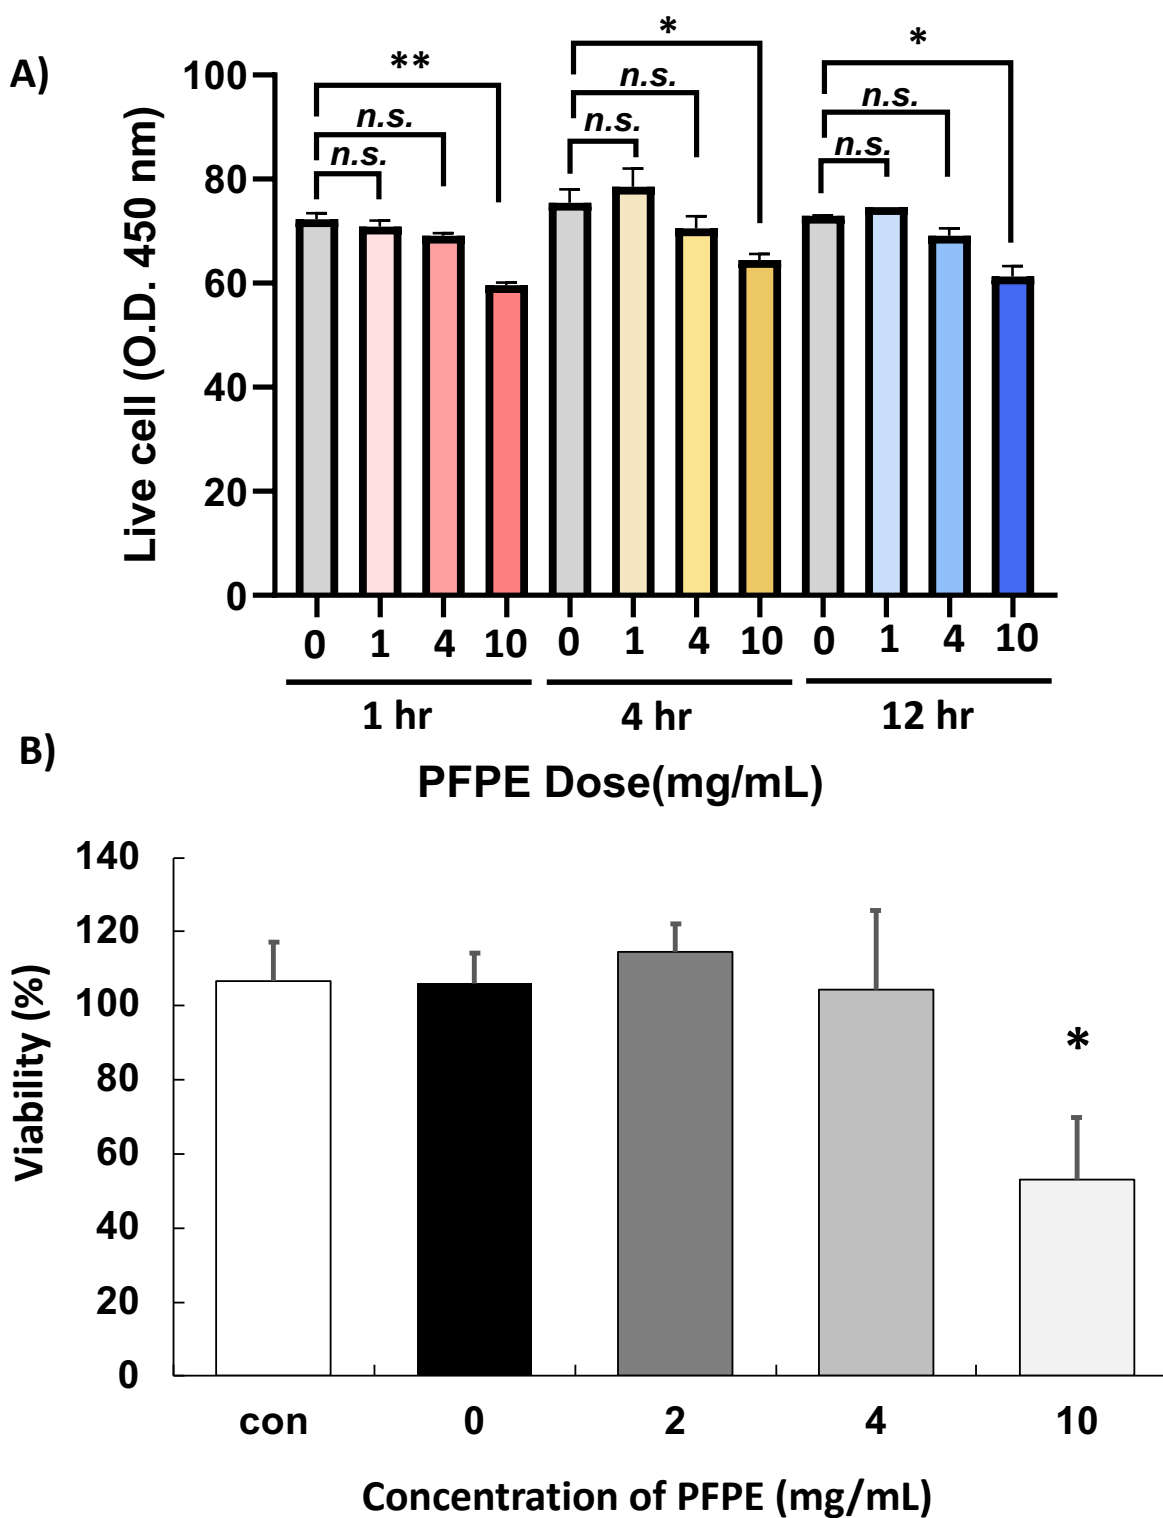 A)
Live cell (O.D. 450 nm)
100
80
60
40
20
0
** * *
n.s. n.s. n.s.
n.s. n.s. n.s.
0 1 4 10 0 1 4 10 0 1 4 10
1 hr 4 hr 12 hr
PFPE Dose(mg/mL)
B)
Viability (%)
140
120
100
80
60
40
20
0
*
con 0 2 4 10
Concentration of PFPE (mg/mL)